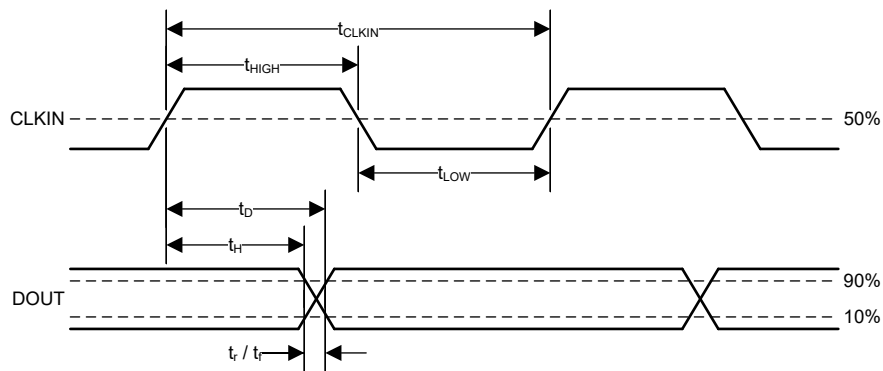 tCLKIN
tHIGH
CLKIN
50%
tLOW
tD
tH
DOUT
90%
10%
tr / tf